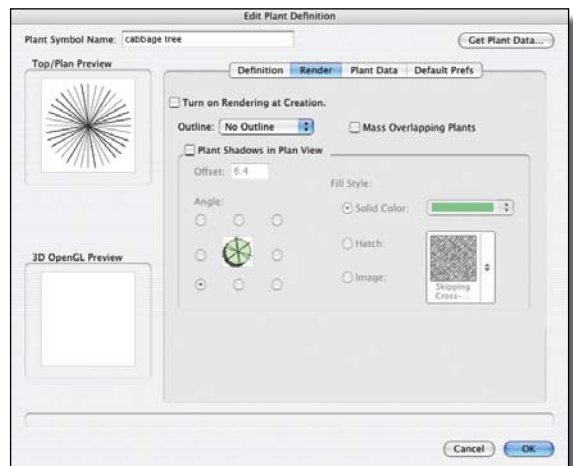 Edit Plant Definition
Plant Symbol Name: cabbage tree
Get Plant Data...
Top/Plan Preview
Definition Render Plant Data Default Prefs
Turn on Rendering at Creation.
Outline: No Outline
Mass Overlapping Plants
Plant Shadows in Plan View
Offset: 6.4
Fill Style:
Angle:
Solid Color:
Hatch:
3D OpenGL Preview
Image:
Skipping
Cross-...
Cancel OK